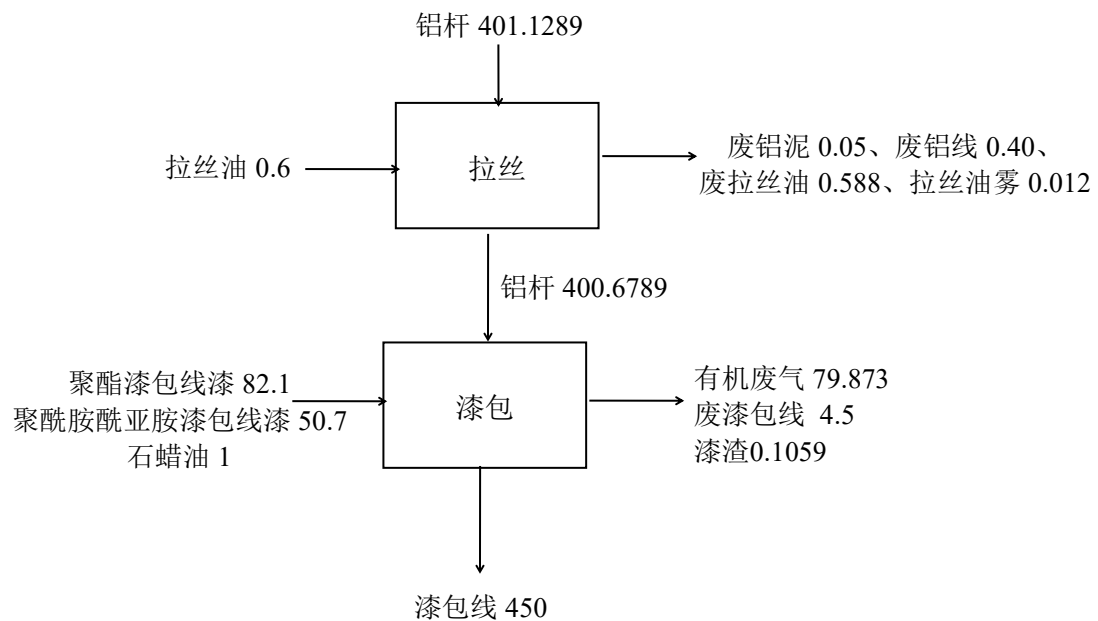 铝杆 401.1289
拉丝油 0.6
拉丝
废铝泥 0.05、废铝线 0.40、
废拉丝油 0.588、拉丝油雾 0.012
铝杆 400.6789
聚酯漆包线漆 82.1
聚酰胺酰亚胺漆包线漆 50.7
石蜡油 1
漆包
有机废气 79.873
废漆包线 4.5
漆渣0.1059
漆包线 450